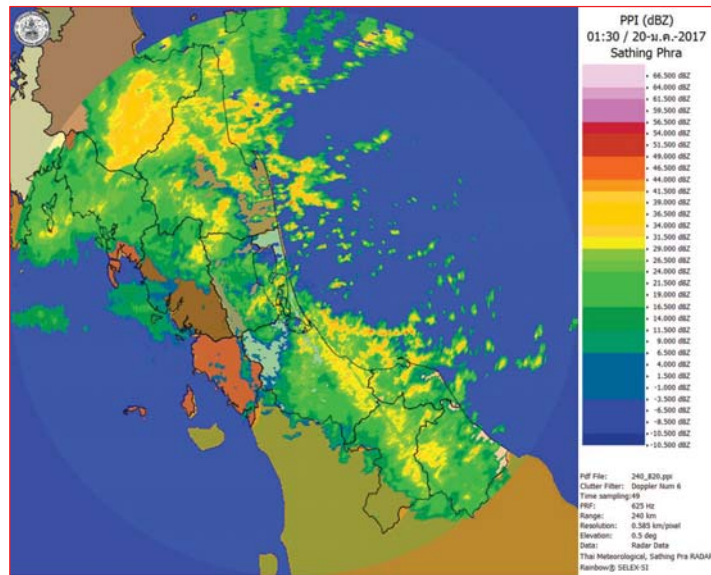 PPI (dBZ)
01:30 / 20-ม.ค.-2017
Sathing Phra
66.500 dBZ
64.000 dBZ
61.500 dBZ
59.500 dBZ
56.500 dBZ
54.000 dBZ
51.500 dBZ
49.000 dBZ
46.500 dBZ
44.000 dBZ
41.500 dBZ
39.000 dBZ
36.500 dBZ
34.000 dBZ
31.500 dBZ
29.000 dBZ
26.500 dBZ
24.000 dBZ
21.500 dBZ
19.000 dBZ
16.500 dBZ
14.000 dBZ
11.500 dBZ
9.000 dBZ
6.500 dBZ
4.000 dBZ
1.500 dBZ
-1.000 dBZ
-3.500 dBZ
-6.500 dBZ
-8.500 dBZ
-10.500 dBZ
Pdf File: 240_820.ppi
Clutter Filter: Doppler Num 6
Time sampling:49
PRF: 625 Hz
Range: 240 km
Resolution: 0.585 km/pixel
Elevation: 0.5 deg
Data: Radar Data
Thai Meteorological, Sathing Pra RADAR
Rainbow® SELEX-SI